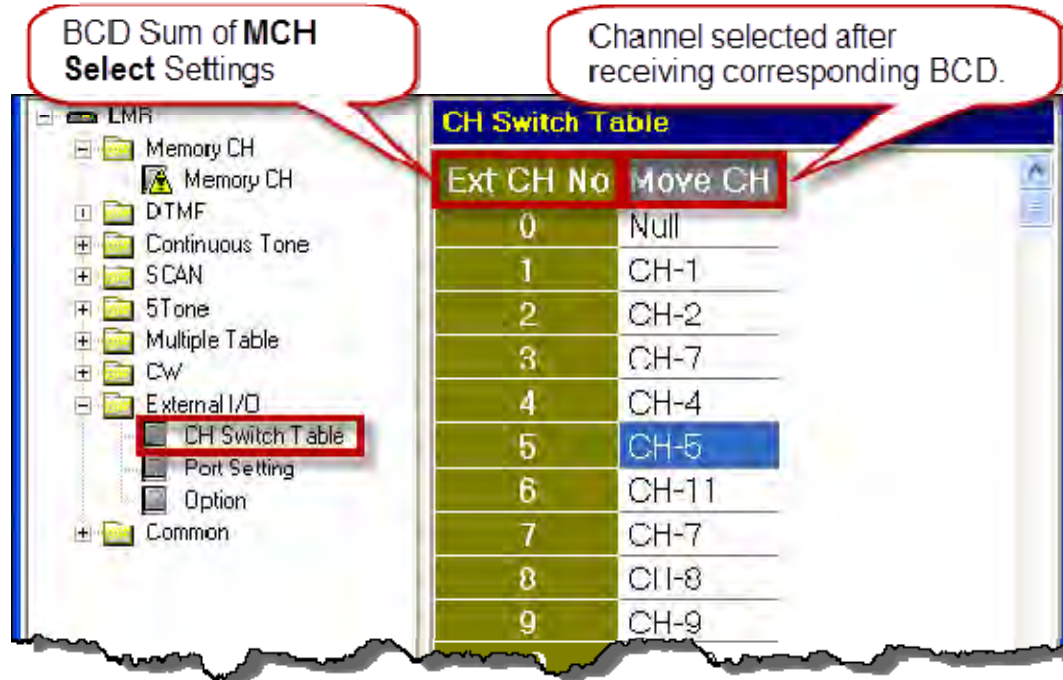 BCD Sum of MCH
Select Settings
Channel selected after
receiving corresponding BCD.
LMR
Memory CH
Memory CH
DTMF
Continuous Tone
SCAN
5Tone
Multiple Table
CW
External I/O
CH Switch Table
Port Setting
Option
Common
CH Switch Table
Ext CH No Move CH
0 Null
1 CH-1
2 CH-2
3 CH-7
4 CH-4
5 CH-5
6 CH-11
7 CH-7
8 CH-8
9 CH-9